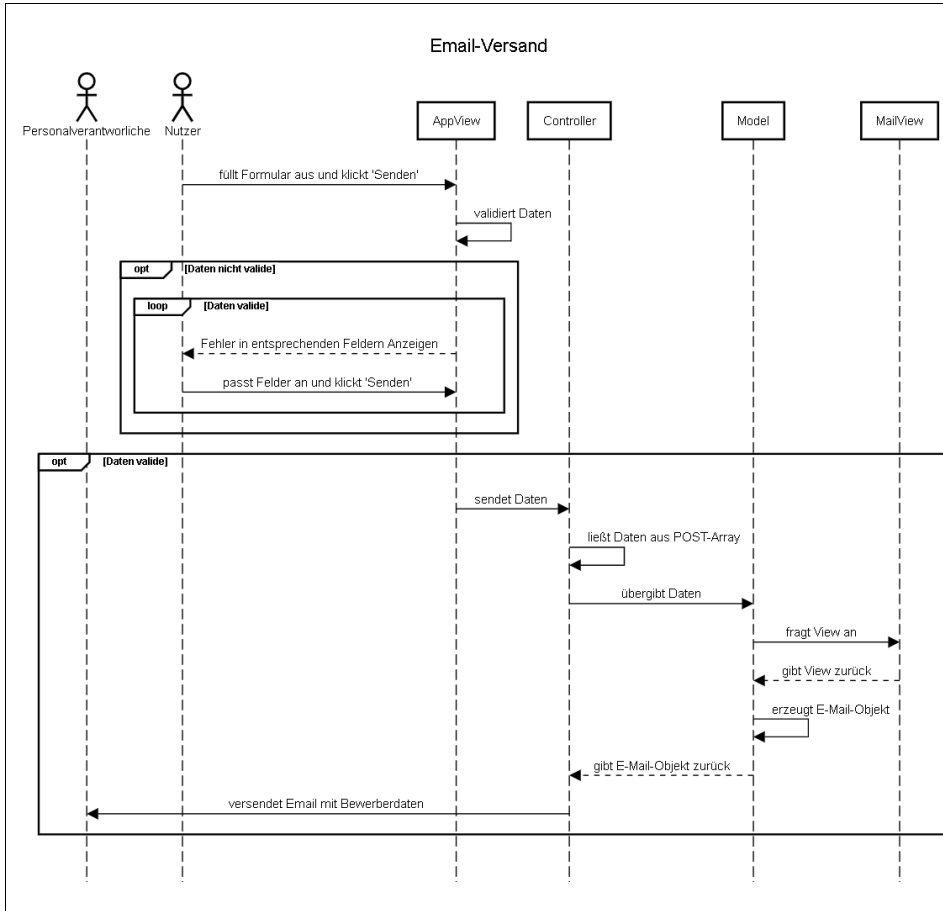 Email-Versand
Personalverantworliche
Nutzer
AppView
Controller
Model
MailView
füllt Formular aus und klickt 'Senden'
validiert Daten
opt
[Daten nicht valide]
loop
[Daten valide]
Fehler in entsprechenden Feldern Anzeigen
passt Felder an und klickt 'Senden'
opt
[Daten valide]
sendet Daten
ließt Daten aus POST-Array
übergibt Daten
fragt View an
gibt View zurück
erzeugt E-Mail-Objekt
gibt E-Mail-Objekt zurück
versendet Email mit Bewerberdaten